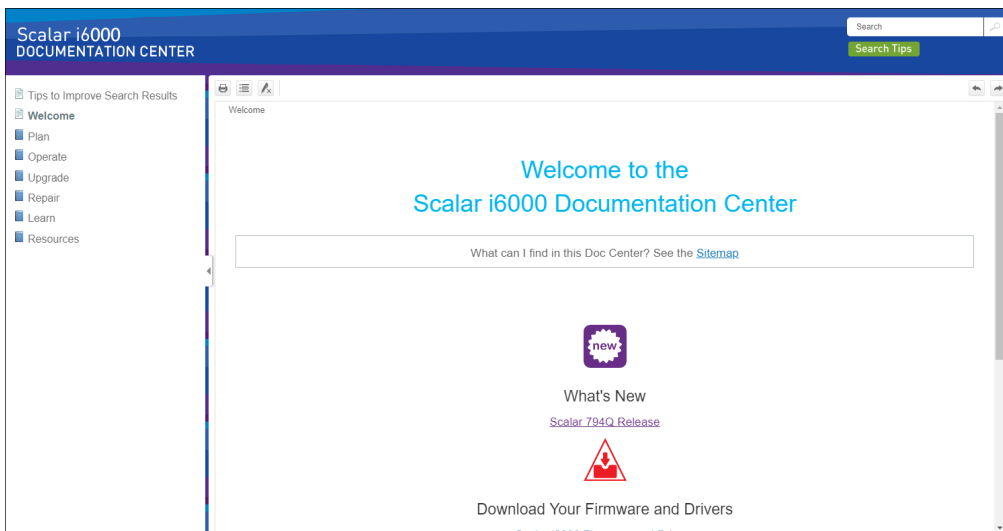 Scalar i6000
DOCUMENTATION CENTER
Search
Search Tips
Tips to Improve Search Results
Welcome
Plan
Operate
Upgrade
Repair
Learn
Resources
Welcome
Welcome to the
Scalar i6000 Documentation Center
What can I find in this Doc Center? See the Sitemap
new
What's New
Scalar 794Q Release
Download Your Firmware and Drivers